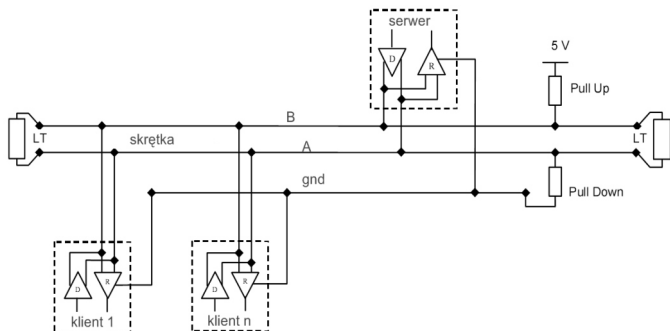 serwer
D
R
5 V
Pull Up
B
LT
skrętka
A
LT
gnd
Pull Down
D
R
klient 1
D
R
klient n